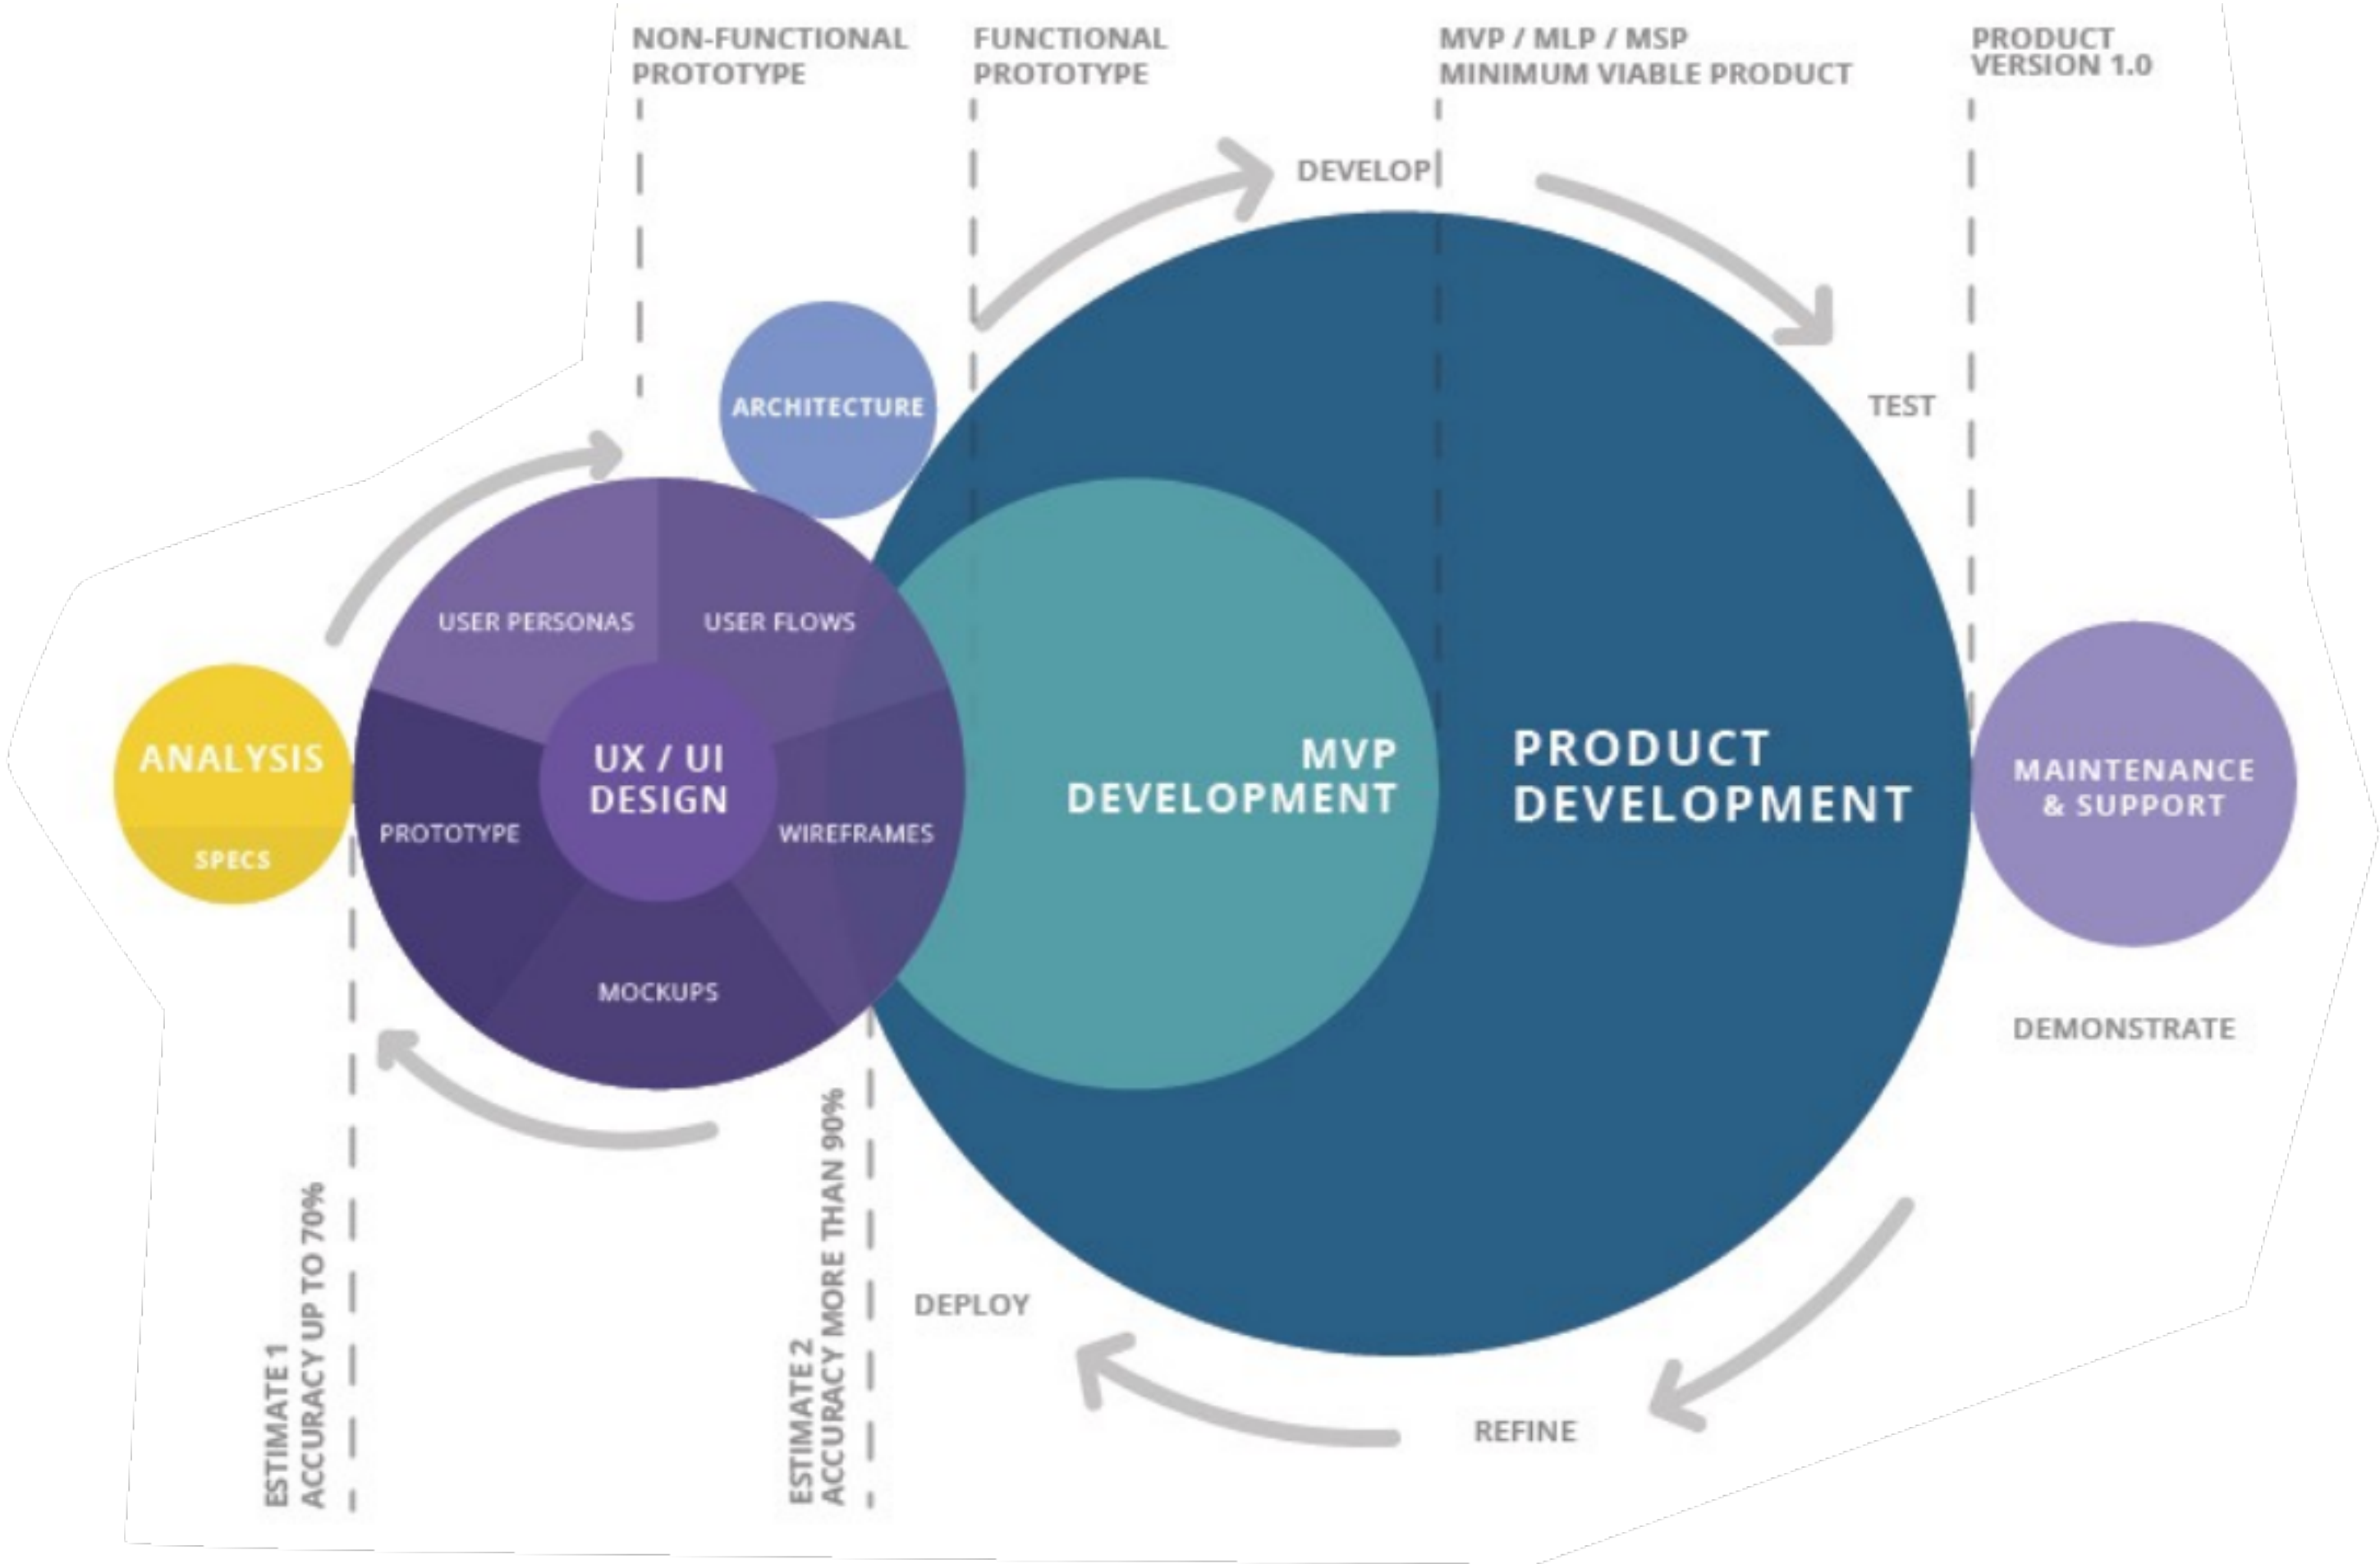 NON-FUNCTIONAL
PROTOTYPE
FUNCTIONAL
PROTOTYPE
MVP / MLP / MSP
MINIMUM VIABLE PRODUCT
PRODUCT
VERSION 1.0
DEVELOP
TEST
ARCHITECTURE
USER PERSONAS
USER FLOWS
ANALYSIS
SPECS
UX / UI
DESIGN
PROTOTYPE
WIREFRAMES
MOCKUPS
MVP
DEVELOPMENT
PRODUCT
DEVELOPMENT
MAINTENANCE
& SUPPORT
DEMONSTRATE
REFINE
DEPLOY
ESTIMATE 1
ACCURACY UP TO 70%
ESTIMATE 2
ACCURACY MORE THAN 90%